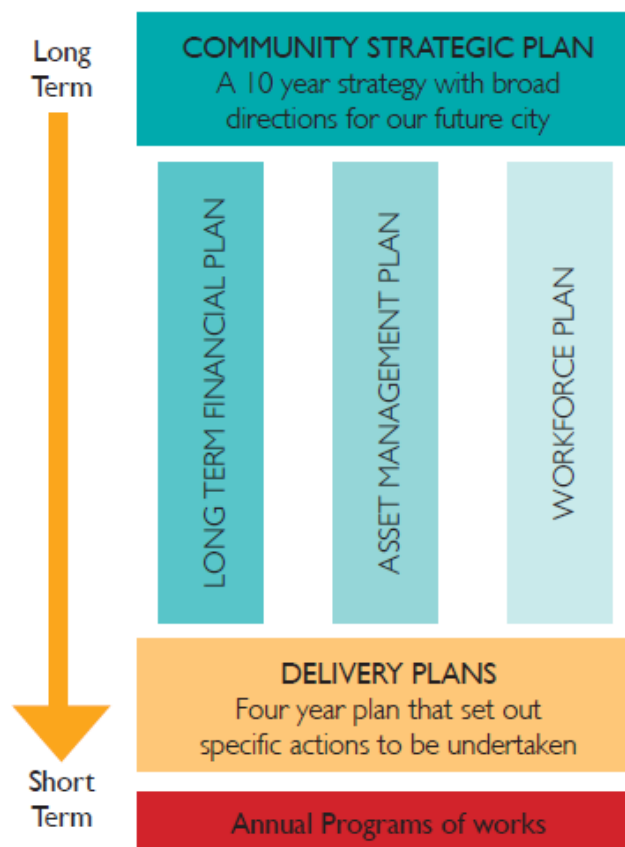 Long
Term
COMMUNITY STRATEGIC PLAN
A 10 year strategy with broad
directions for our future city
LONG TERM FINANCIAL PLAN
ASSET MANAGEMENT PLAN
WORKFORCE PLAN
DELIVERY PLANS
Four year plan that set out
specific actions to be undertaken
Short
Term
Annual Programs of works